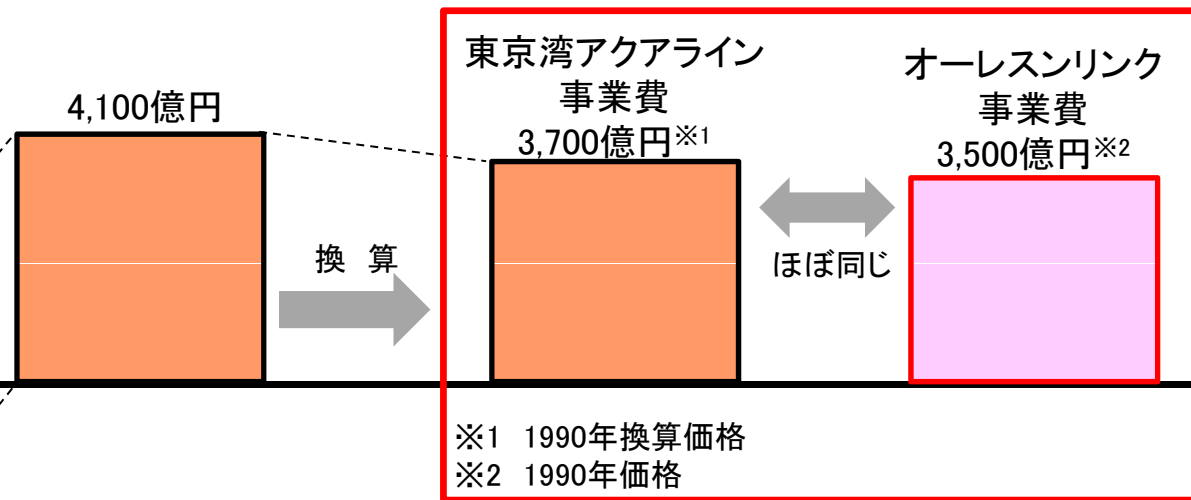 4,100億円
換 算
東京湾アクアライン
事業費
3,700億円※1
ほぼ同じ
オーレスンリンク
事業費
3,500億円※2
※1 1990年換算価格
※2 1990年価格